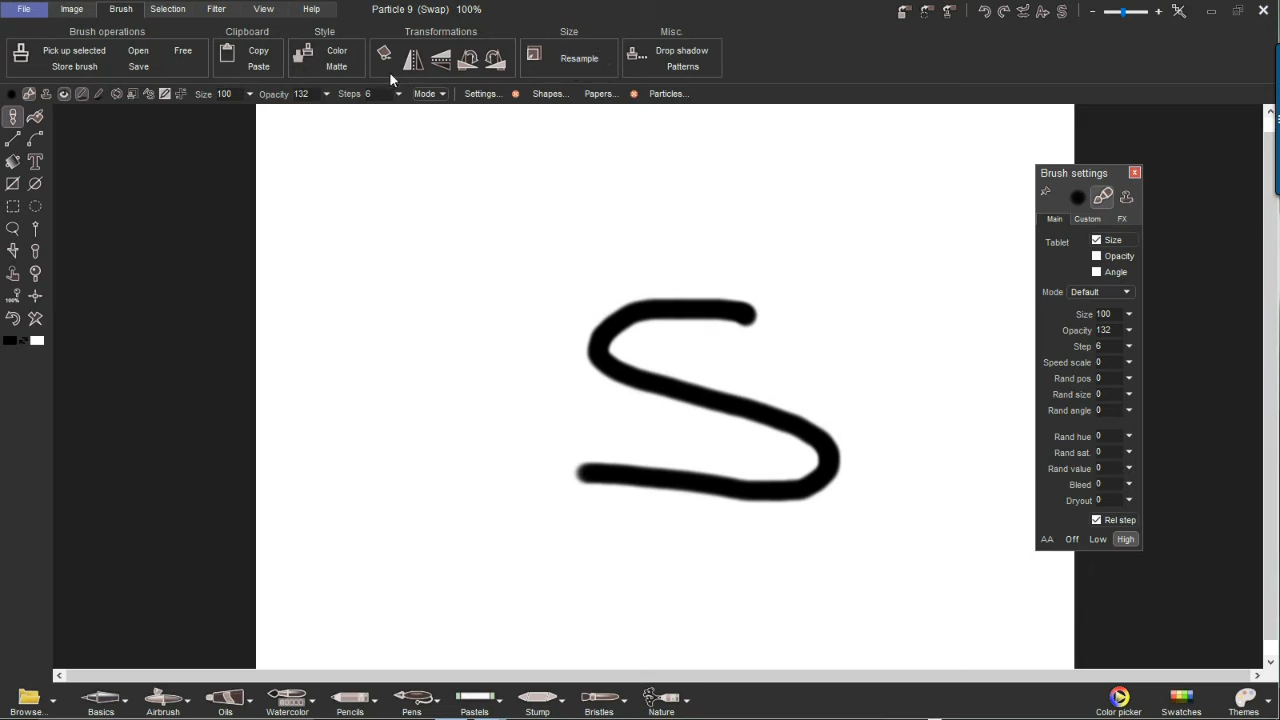 File Image Brush Selection Filter View Help Particle 9 (Swap) 100%
Brush operations Clipboard Style Transformations Size Misc.
Pick up selected Open Free Copy Color Resample Drop shadow
Store brush Save Paste Matte Patterns
Size 100 Opacity 132 Steps 6 Mode Settings... Shapes... Papers... Particles...
Brush settings
Main Custom FX
Tablet Size
Opacity
Angle
Mode Default
Size 100
Opacity 132
Step 6
Speed scale 0
Rand pos 0
Rand size 0
Rand angle 0
Rand hue 0
Rand sat. 0
Rand value 0
Bleed 0
Dryout 0
Rel step
AA Off Low High
S
100%
Browse... Basics Airbrush Oils Watercolor Pencils Pens Pastels Stump Bristles Nature Color picker Swatches Themes